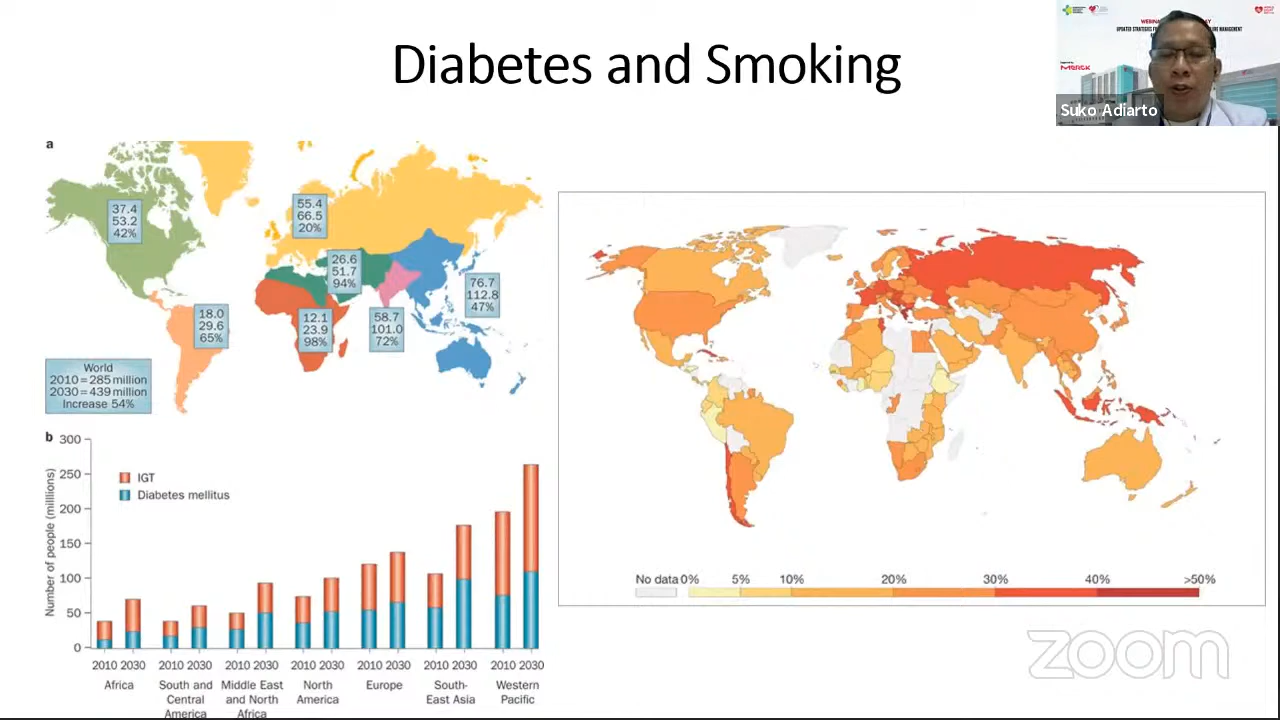 Diabetes and Smoking
Suko Adiarto
a
37.4
53.2
42%
55.4
66.5
20%
26.6
51.7
94%
76.7
112.8
47%
18.0
29.6
65%
12.1
23.9
98%
58.7
101.0
72%
World
2010=285 million
2030=439 million
Increase 54%
b
Number of people (millions)
300
250
200
150
100
50
0
IGT
Diabetes mellitus
2010 2030 2010 2030 2010 2030 2010 2030 2010 2030 2010 2030 2010 2030
Africa
South and
Central
America
Middle East
and North
Africa
North
America
Europe
South-
East Asia
Western
Pacific
No data 0% 5% 10% 20% 30% 40% >50%
zoom